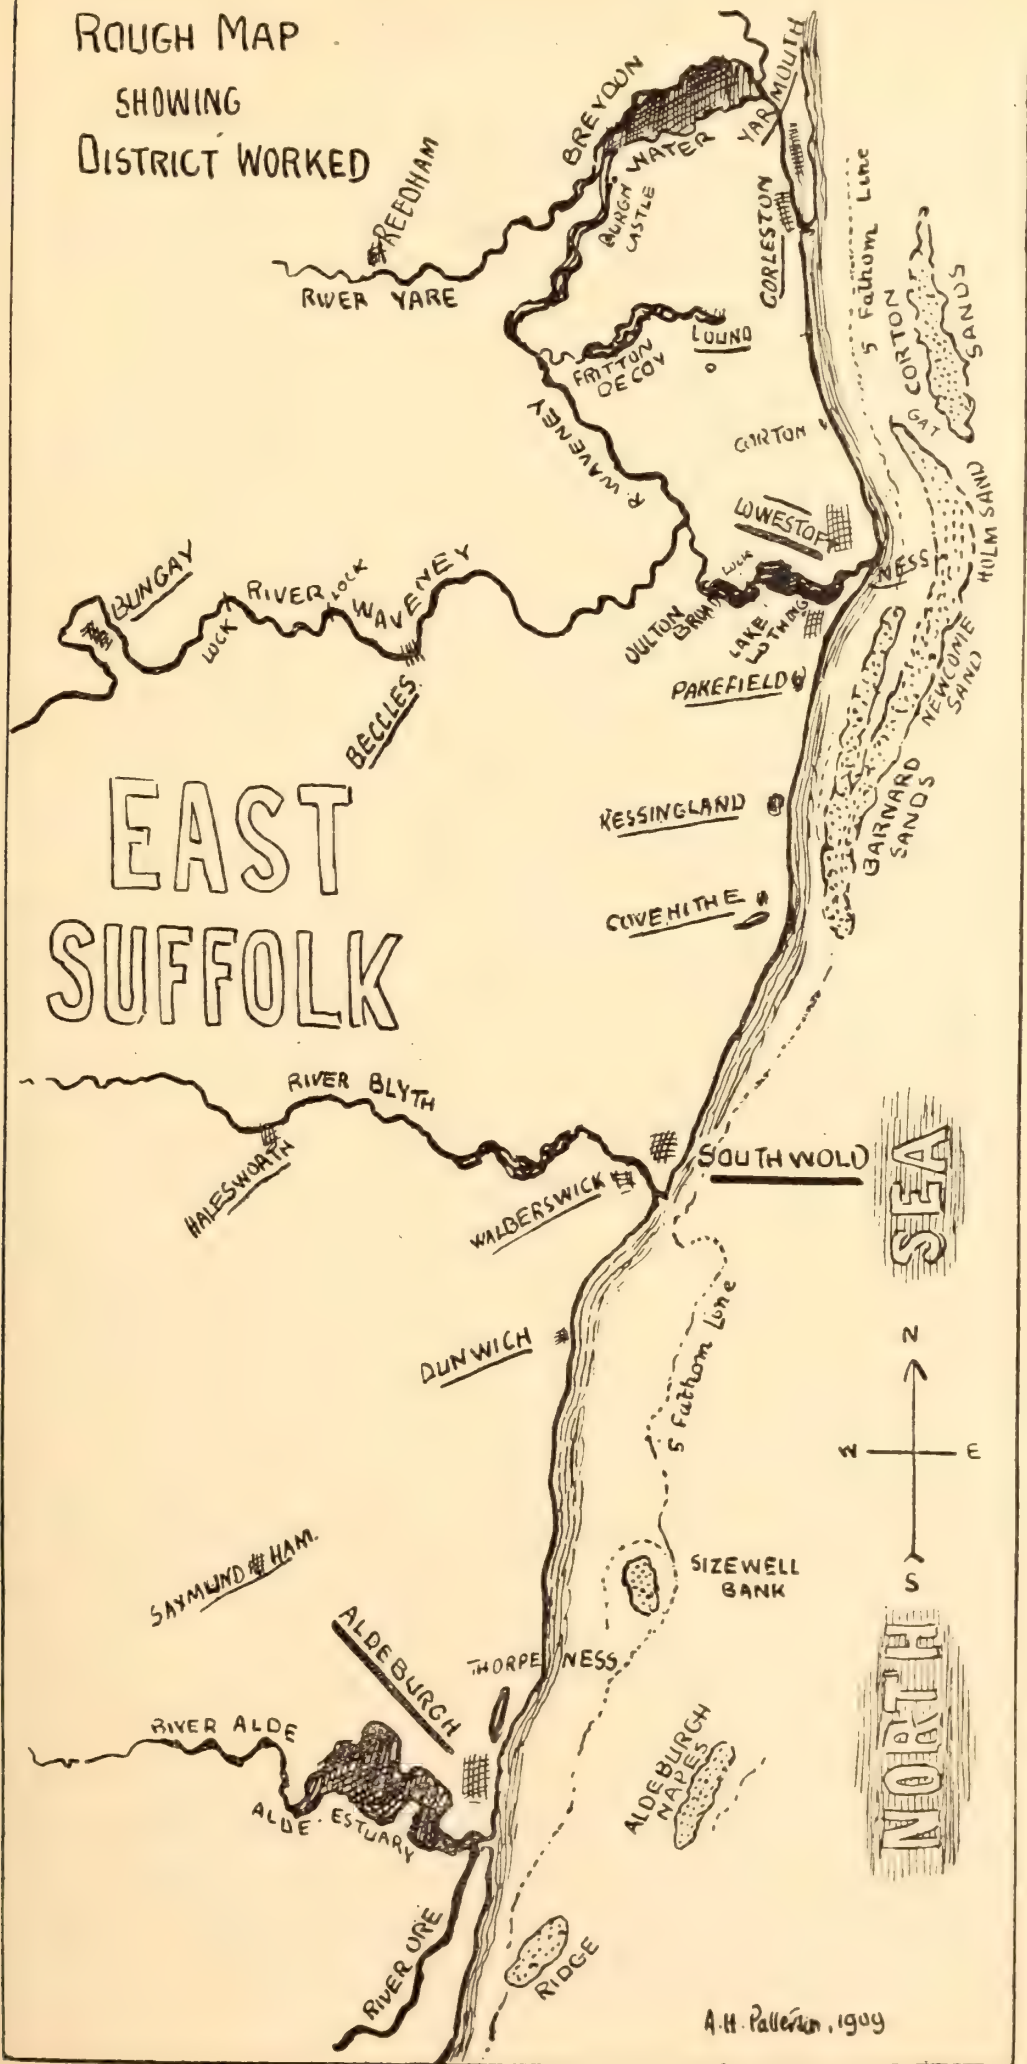 ROUGH MAP
SHOWING
DISTRICT WORKED
YARMOUTH
BREYDON
WATER
REEDHAM
BURGH
CASTLE
GORLESTON
5 Fathom Line
RIVER YARE
CORTON
SANDS
LOUND
FRITTON
DECOY
GAT
R. WAVENEY
CORTON
LOWESTOF
HOLM SAND
NESS
BUNGAY
RIVER
LOCK
WAVENEY
LOCK
LOCK
OULTON
BROAD
LAKE
LOTHING
NEWCOME
SAND
BECCLES
PAKEFIELD
EAST
SUFFOLK
KESSINGLAND
BARNARD
SANDS
COVEHITHE
RIVER BLYTH
HALESWORTH
WALBERSWICK
SOUTHWOLD
SEA
DUNWICH
5 Fathom Line
N
W E
S
SIZEWELL
BANK
SAXMUNDHAM.
ALDEBURGH
THORPE NESS
NORTH
RIVER ALDE
ALDE. ESTUARY
ALDEBURGH
NAPES
RIVER ORE
RIDGE
A.H. Patterson, 1909